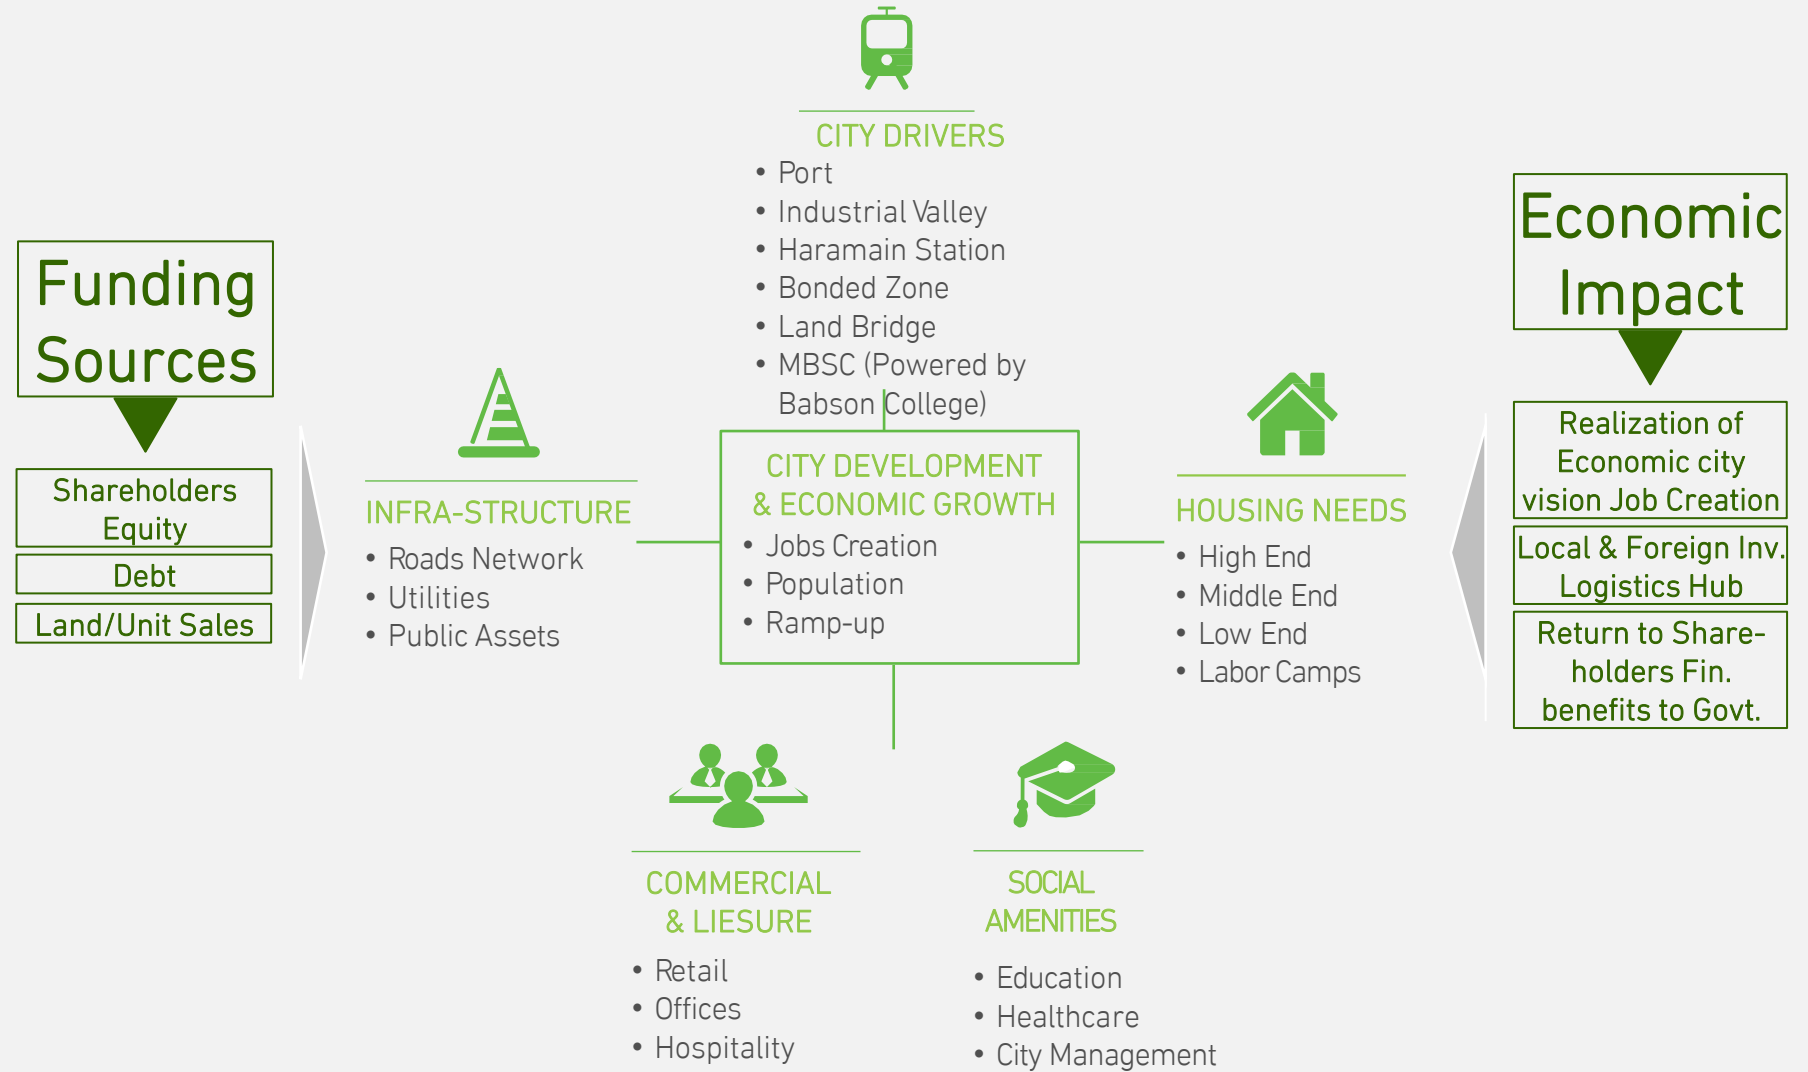 CITY DRIVERS
• Port
• Industrial Valley
• Haramain Station
• Bonded Zone
• Land Bridge
• MBSC (Powered by
Babson College)
Funding
Sources
Shareholders
Equity
Debt
Land/Unit Sales
INFRA-STRUCTURE
• Roads Network
• Utilities
• Public Assets
CITY DEVELOPMENT
& ECONOMIC GROWTH
• Jobs Creation
• Population
• Ramp-up
HOUSING NEEDS
• High End
• Middle End
• Low End
• Labor Camps
Economic
Impact
Realization of
Economic city
vision Job Creation
Local & Foreign Inv.
Logistics Hub
Return to Share-
holders Fin.
benefits to Govt.
COMMERCIAL
& LIESURE
• Retail
• Offices
• Hospitality
SOCIAL
AMENITIES
• Education
• Healthcare
• City Management